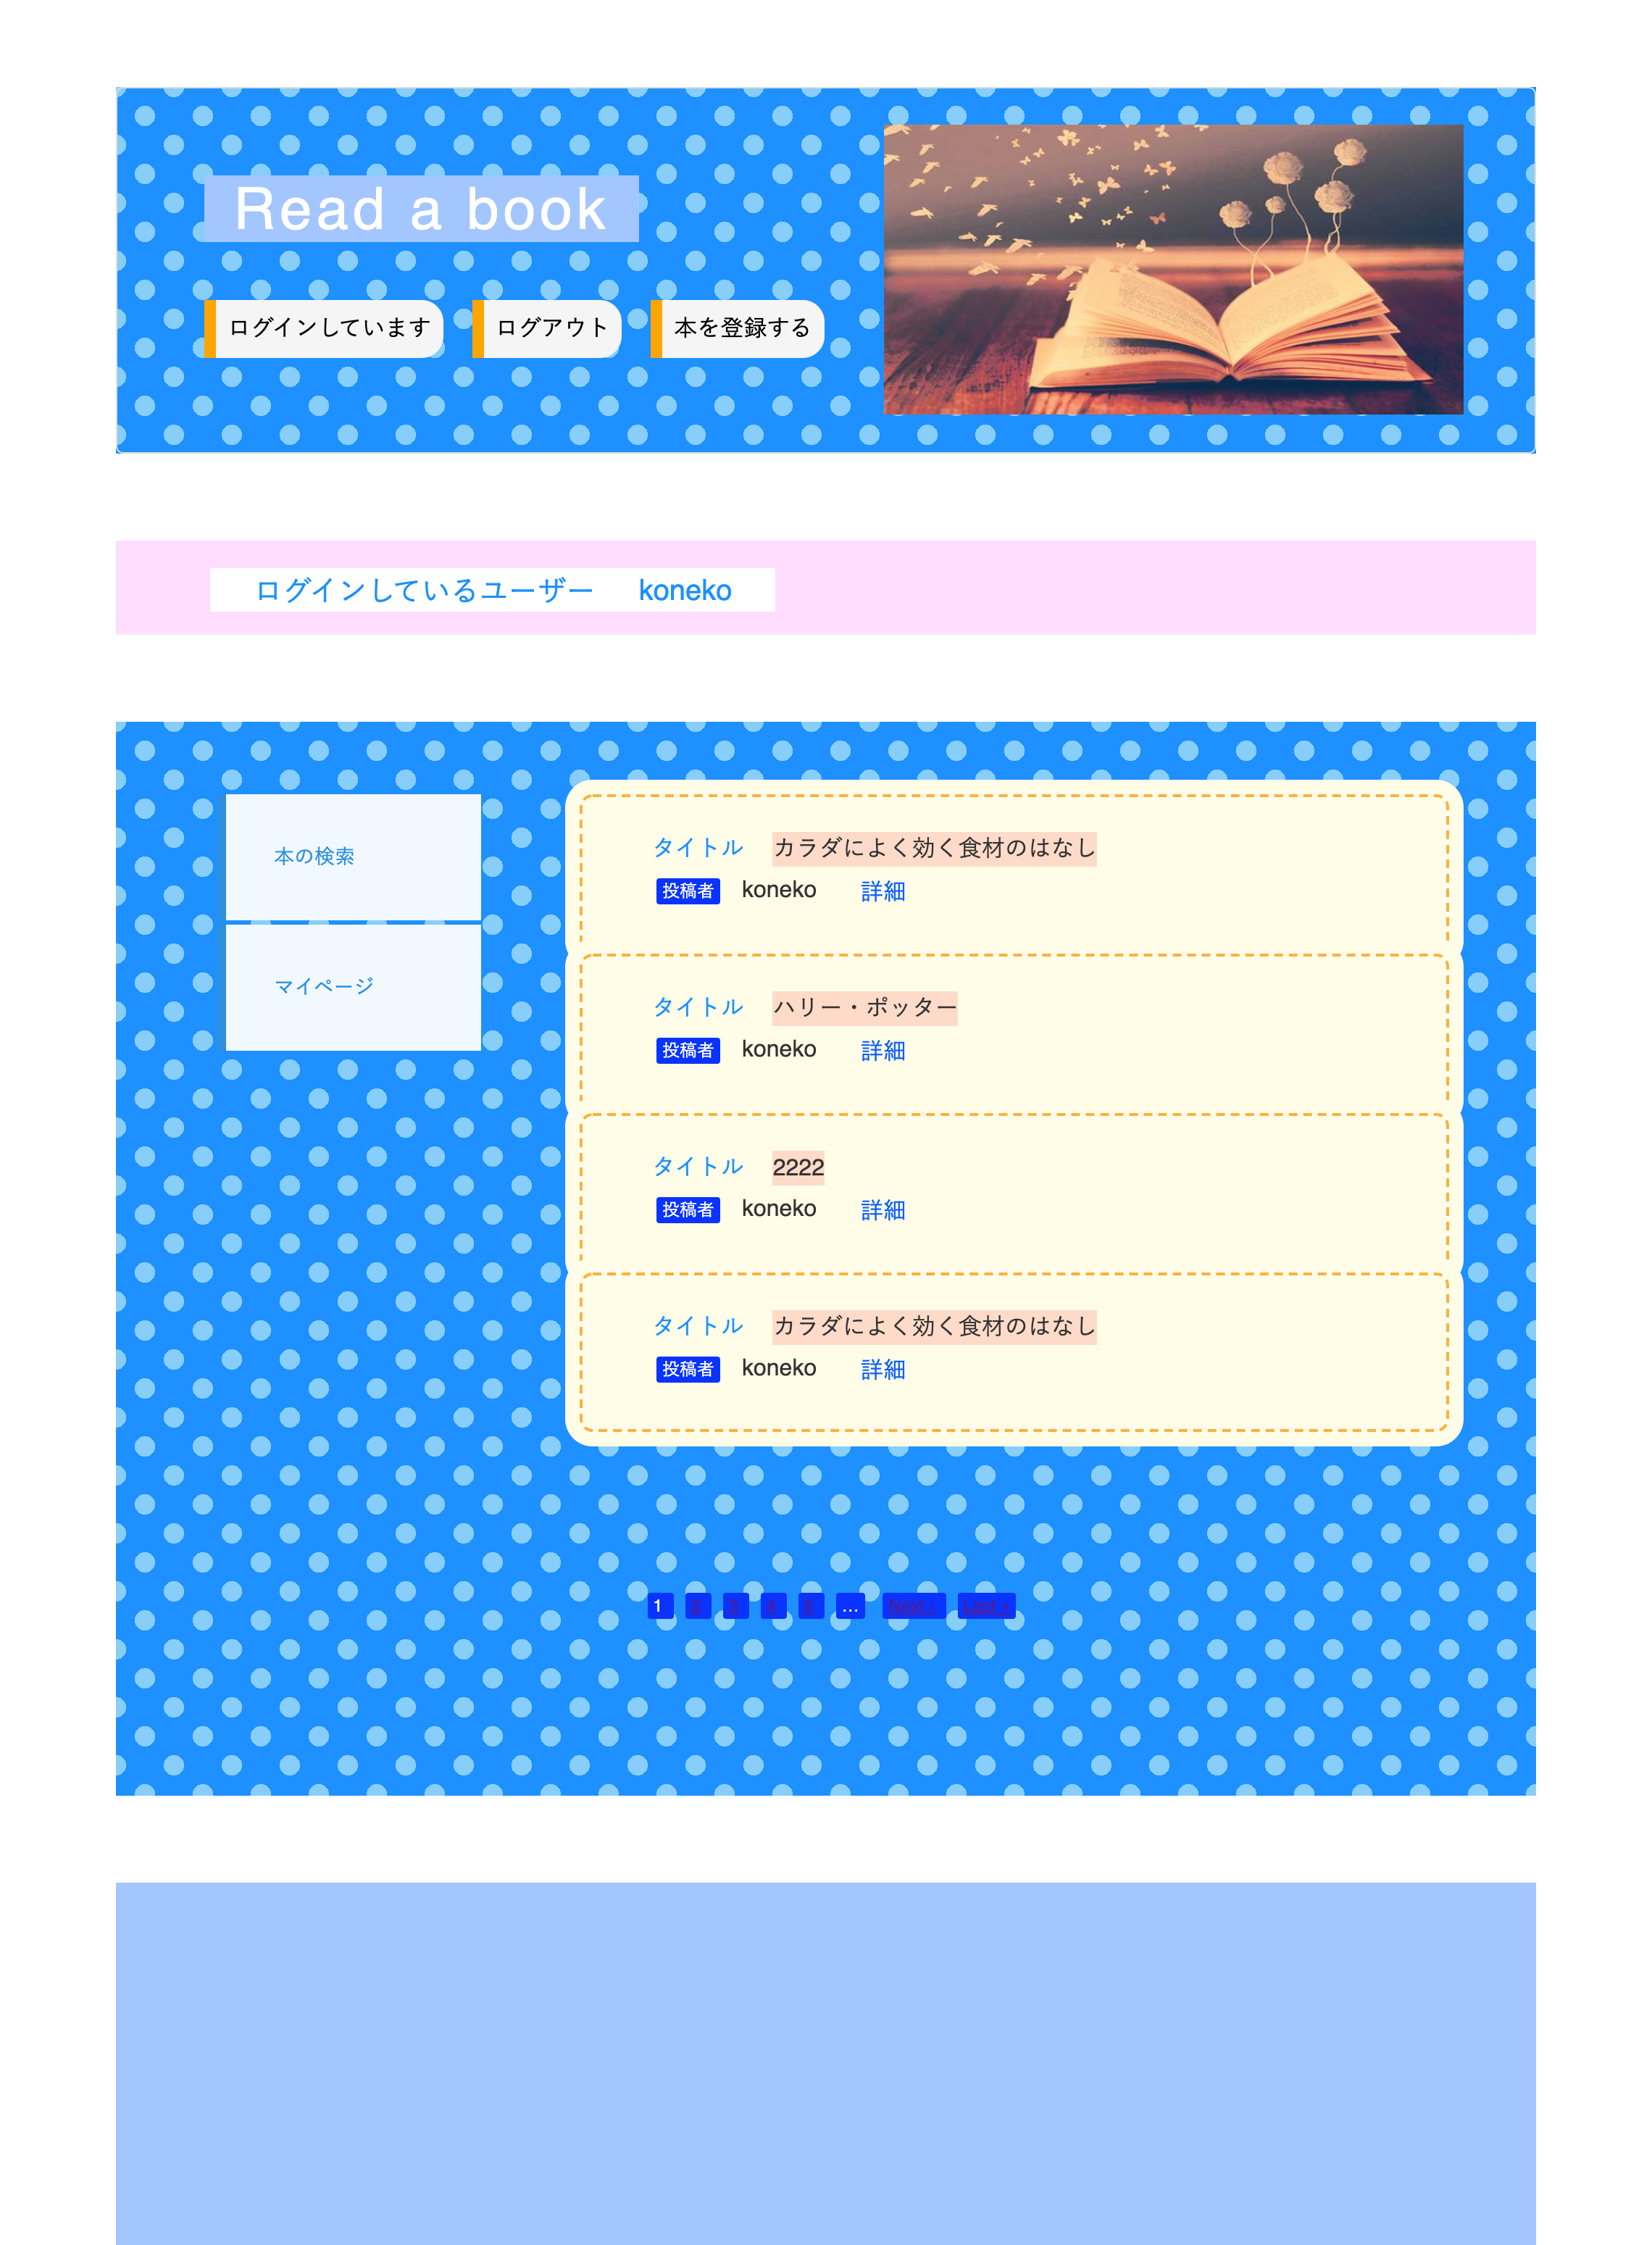 Read a book
ログインしています
ログアウト
本を登録する
ログインしているユーザー koneko
本の検索
マイページ
タイトル カラダによく効く食材のはなし
投稿者 koneko 詳細
タイトル ハリー・ポッター
投稿者 koneko 詳細
タイトル 2222
投稿者 koneko 詳細
タイトル カラダによく効く食材のはなし
投稿者 koneko 詳細
1 2 3 4 5 ... Next › Last »